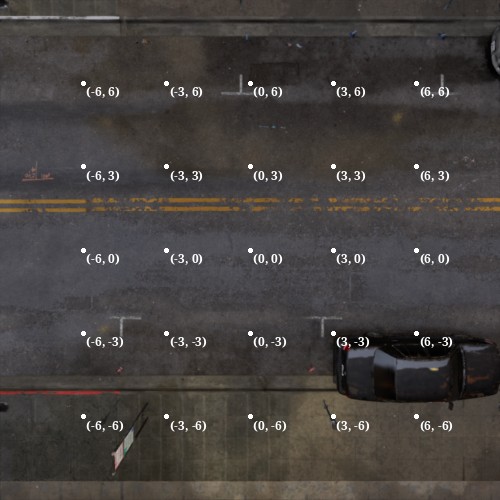 (-6, 6) (-3, 6) (0, 6) (3, 6) (6, 6)
(-6, 3) (-3, 3) (0, 3) (3, 3) (6, 3)
(-6, 0) (-3, 0) (0, 0) (3, 0) (6, 0)
(-6, -3) (-3, -3) (0, -3) (3, -3) (6, -3)
(-6, -6) (-3, -6) (0, -6) (3, -6) (6, -6)